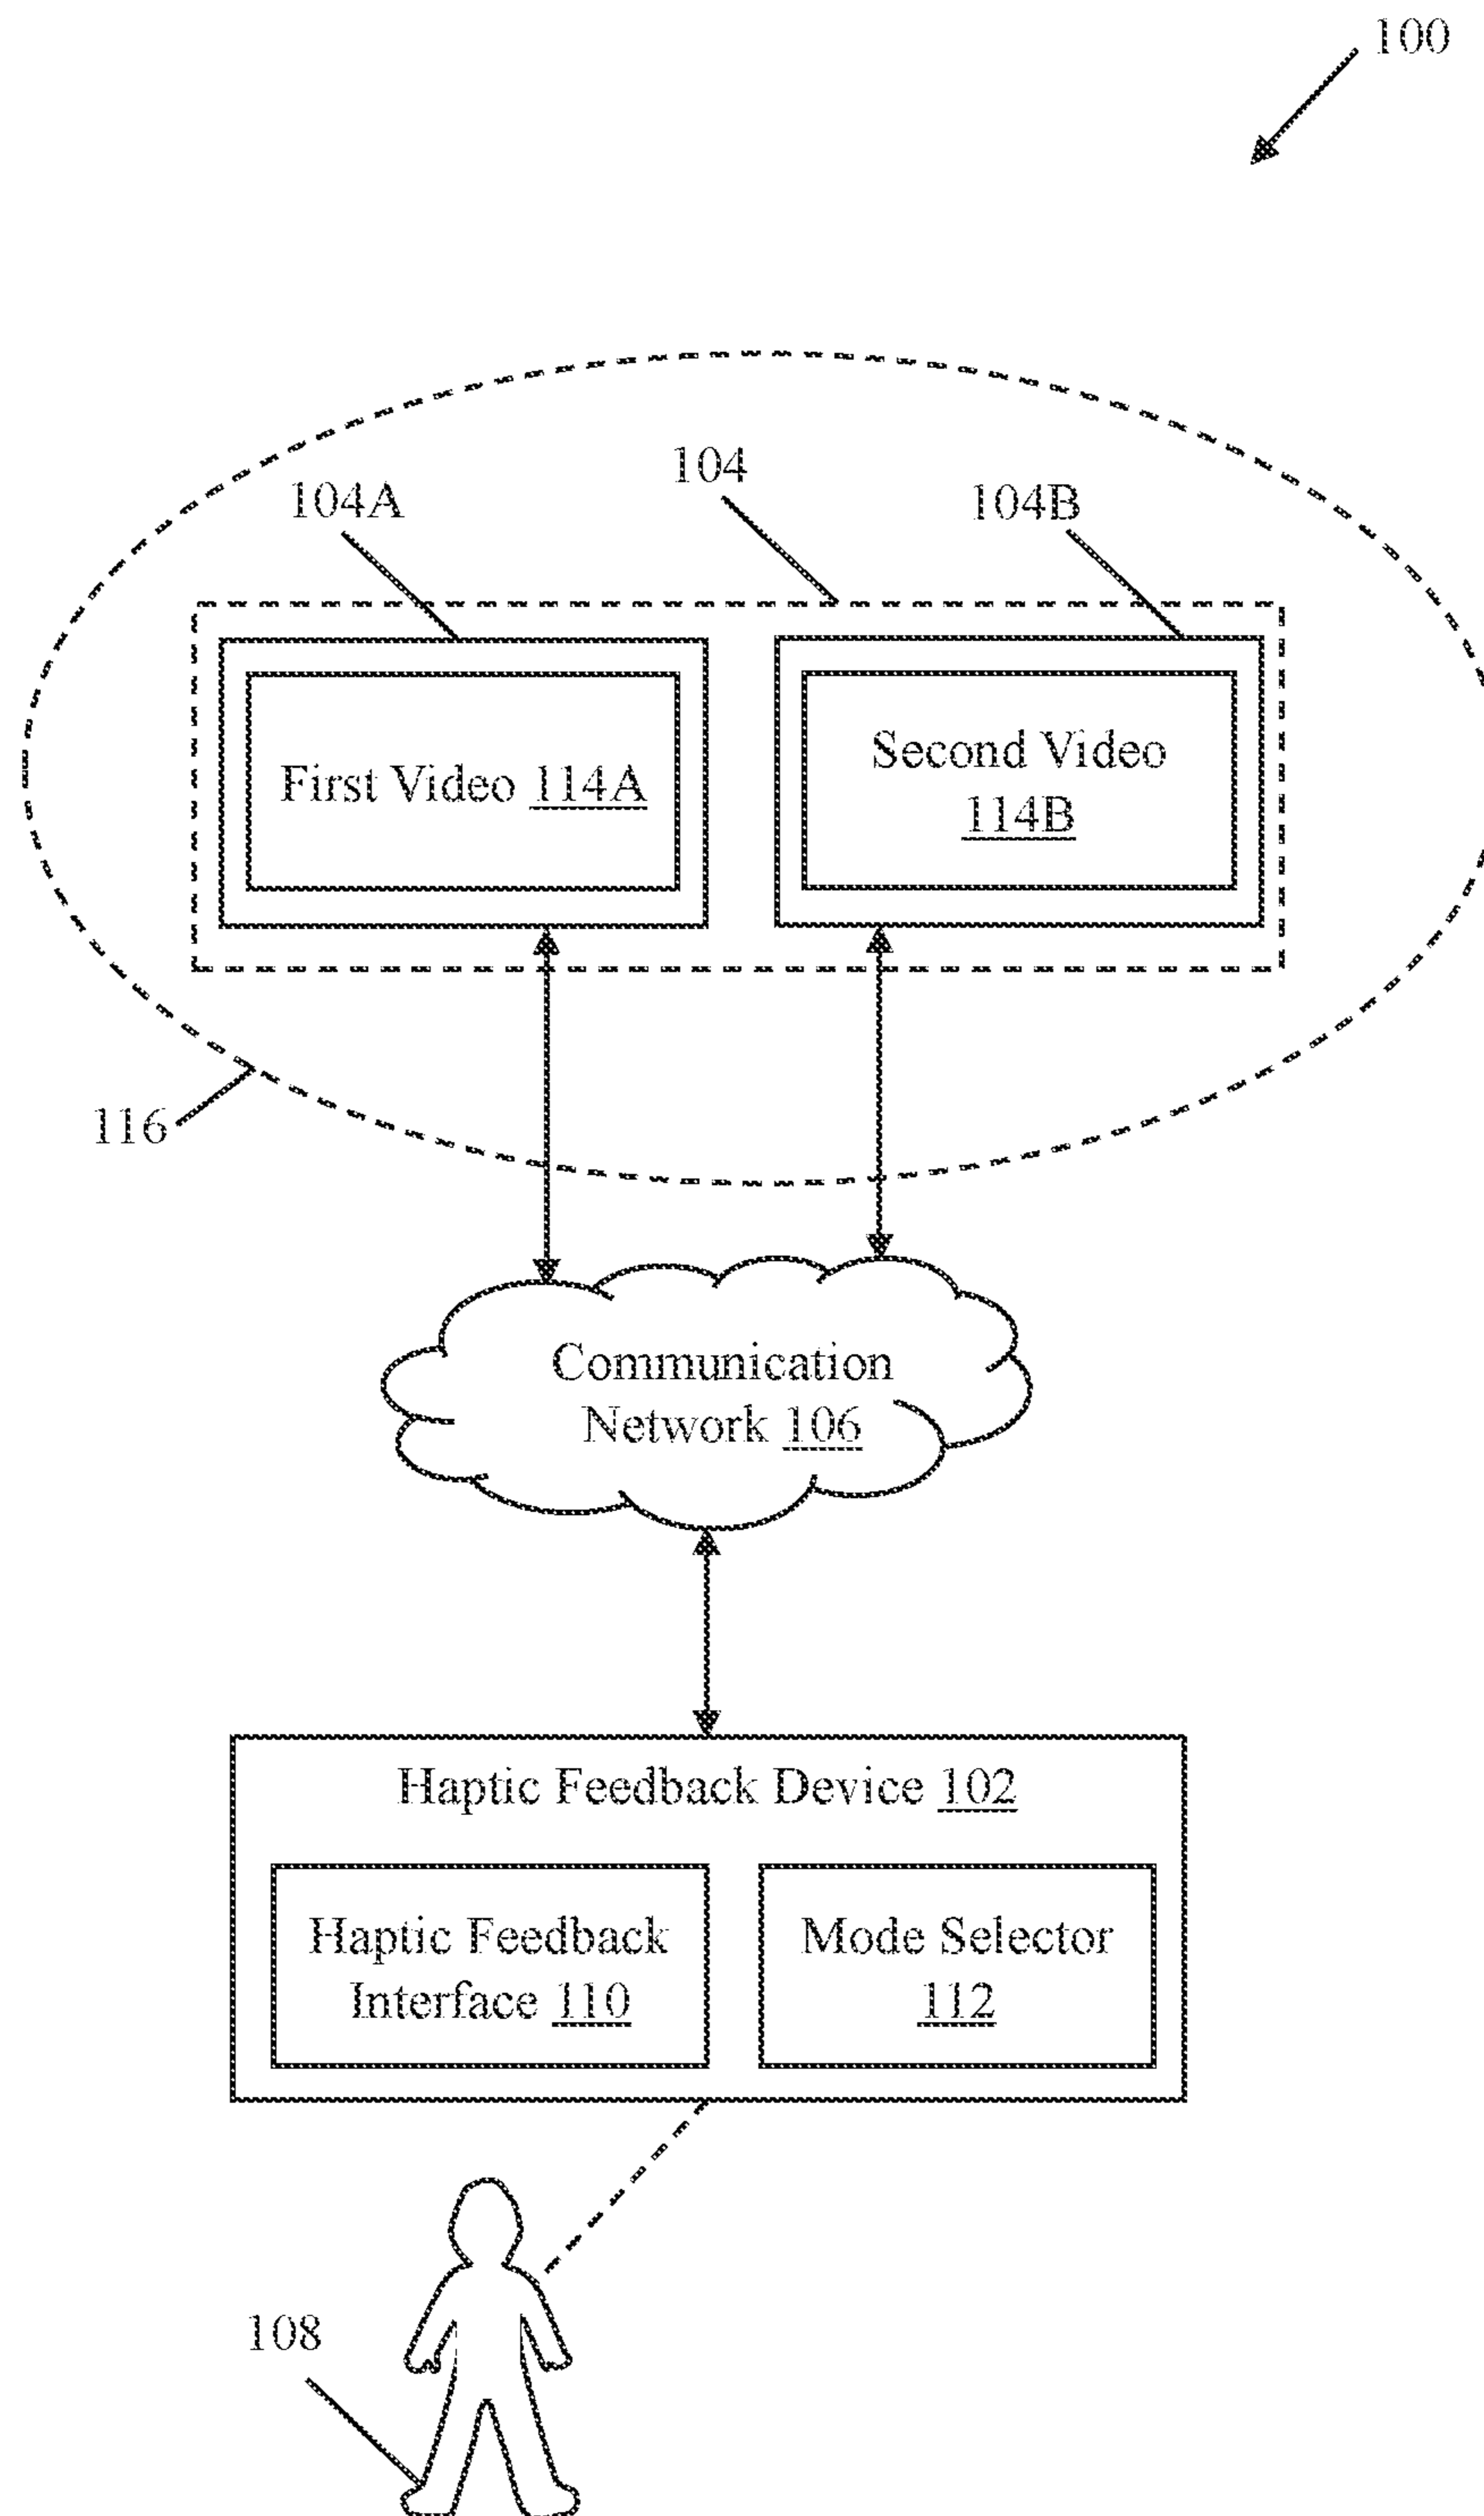 100
104
104A
104B
First Video 114A
Second Video
114B
116
Communication
Network 106
Haptic Feedback Device 102
Haptic Feedback
Interface 110
Mode Selector
112
108